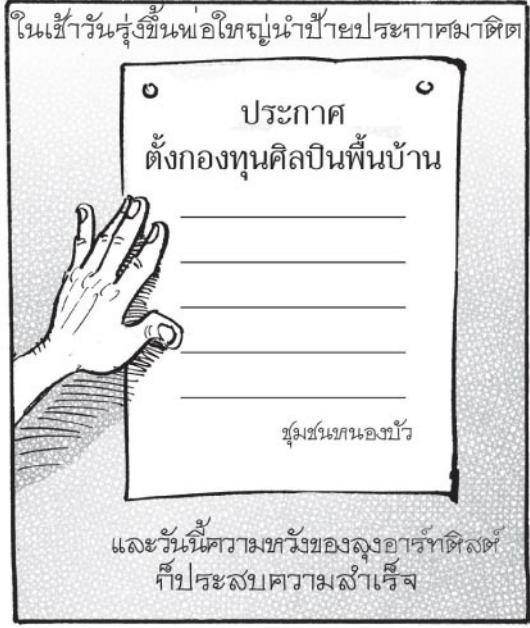 ในเช้าวันรุ่งขึ้นพ่อใหญ่นำป้ายประกาศมาติด
ประกาศ
ตั้งกองทุนศิลปินพื้นบ้าน
ชุมชนหนองบัว
และวันนี้ความหวังของลุงอาร์ทติสต์
ก็ประสบความสำเร็จ